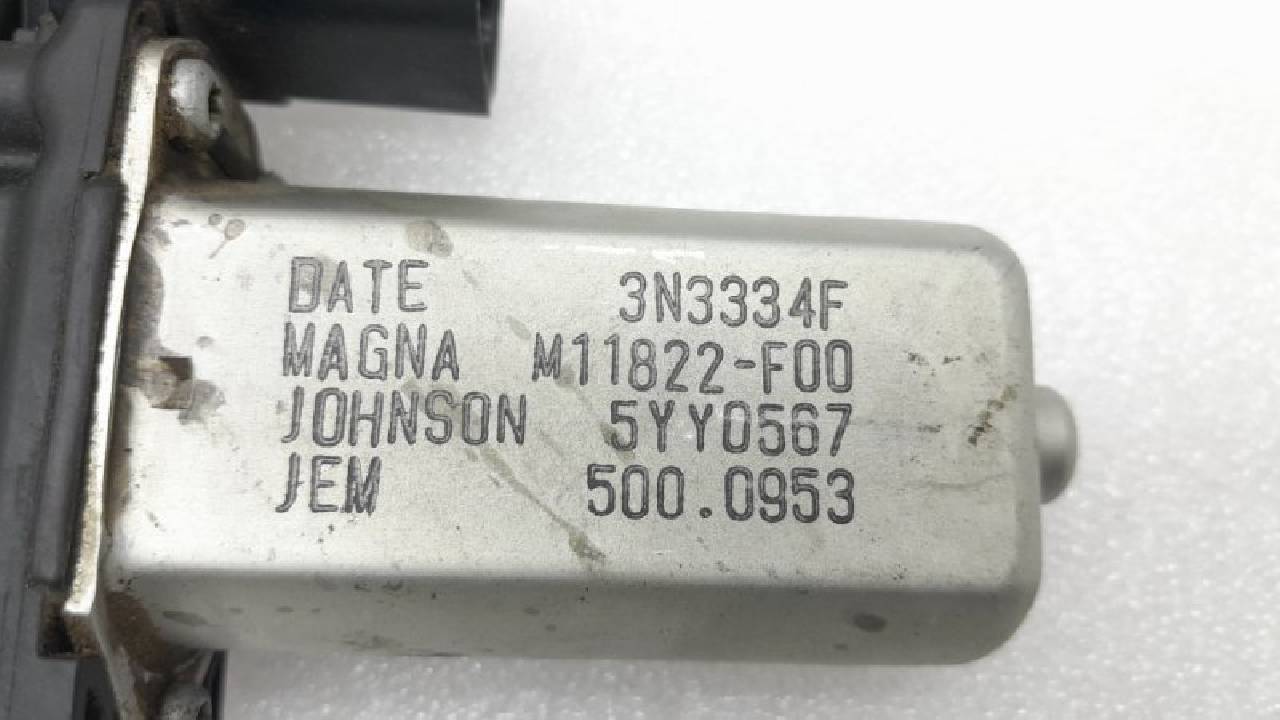 DATE 3N3334F
MAGNA M11822-F00
JOHNSON 5YY0567
JEM 500.0953